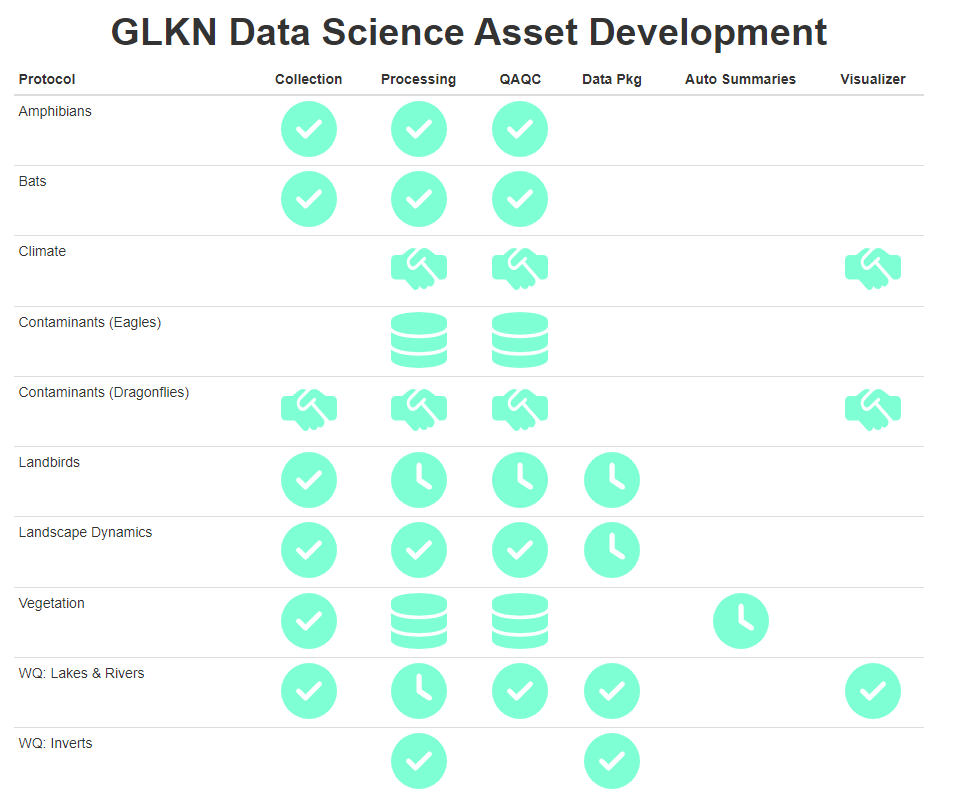 GLKN Data Science Asset Development
Protocol Collection Processing QAQC Data Pkg Auto Summaries Visualizer
Amphibians
Bats
Climate
Contaminants (Eagles)
Contaminants (Dragonflies)
Landbirds
Landscape Dynamics
Vegetation
WQ: Lakes & Rivers
WQ: Inverts